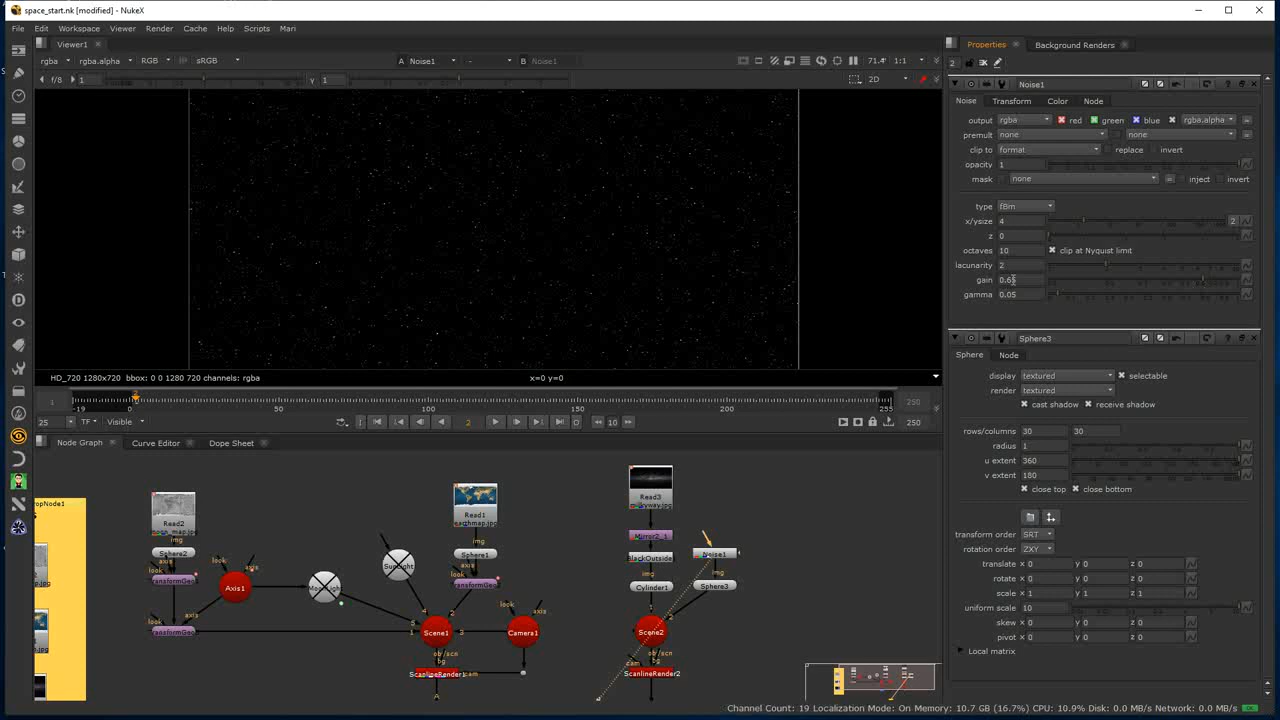 space_start.nk [modified] - NukeX
File Edit Workspace Viewer Render Cache Help Scripts Mari
Viewer1
rgba rgba.alpha RGB sRGB A Noise1 - B Noise1 71.4 1:1
f/8 1 Y 1 2D
HD_720 1280x720 bbox: 0 0 1280 720 channels: rgba x=0 y=0
1 -19 0 50 100 150 200 255 250
25 TF Visible 2 10 250
Node Graph Curve Editor Dope Sheet
Read3
Read2
Read1
img
Mirror2_1
Noise1
Sphere2
Sphere1
BlackOutside
SunLight
img
Cylinder1
Sphere3
look axis
Axis1
TransformGeo
Scene1
Camera1
Scene2
ScanlineRender1
cam
ScanlineRender2
A
Properties Background Renders
2
Noise1
Noise Transform Color Node
output rgba red green blue rgba.alpha =
premult none none =
clip to format replace invert
opacity 1
mask none = inject invert
type fBm
x/ysize 4 2
z 0
octaves 10 clip at Nyquist limit
lacunarity 2
gain 0.65
gamma 0.05
Sphere3
Sphere Node
display textured selectable
render textured
cast shadow receive shadow
rows/columns 30 30
radius 1
u extent 360
v extent 180
close top close bottom
transform order SRT
rotation order ZXY
translate x 0 y 0 z 0
rotate x 0 y 0 z 0
scale x 1 y 1 z 1
uniform scale 10
skew x 0 y 0 z 0
pivot x 0 y 0 z 0
Local matrix
Channel Count: 19 Localization Mode: On Memory: 10.7 GB (16.7%) CPU: 10.9% Disk: 0.0 MB/s Network: 0.0 MB/s